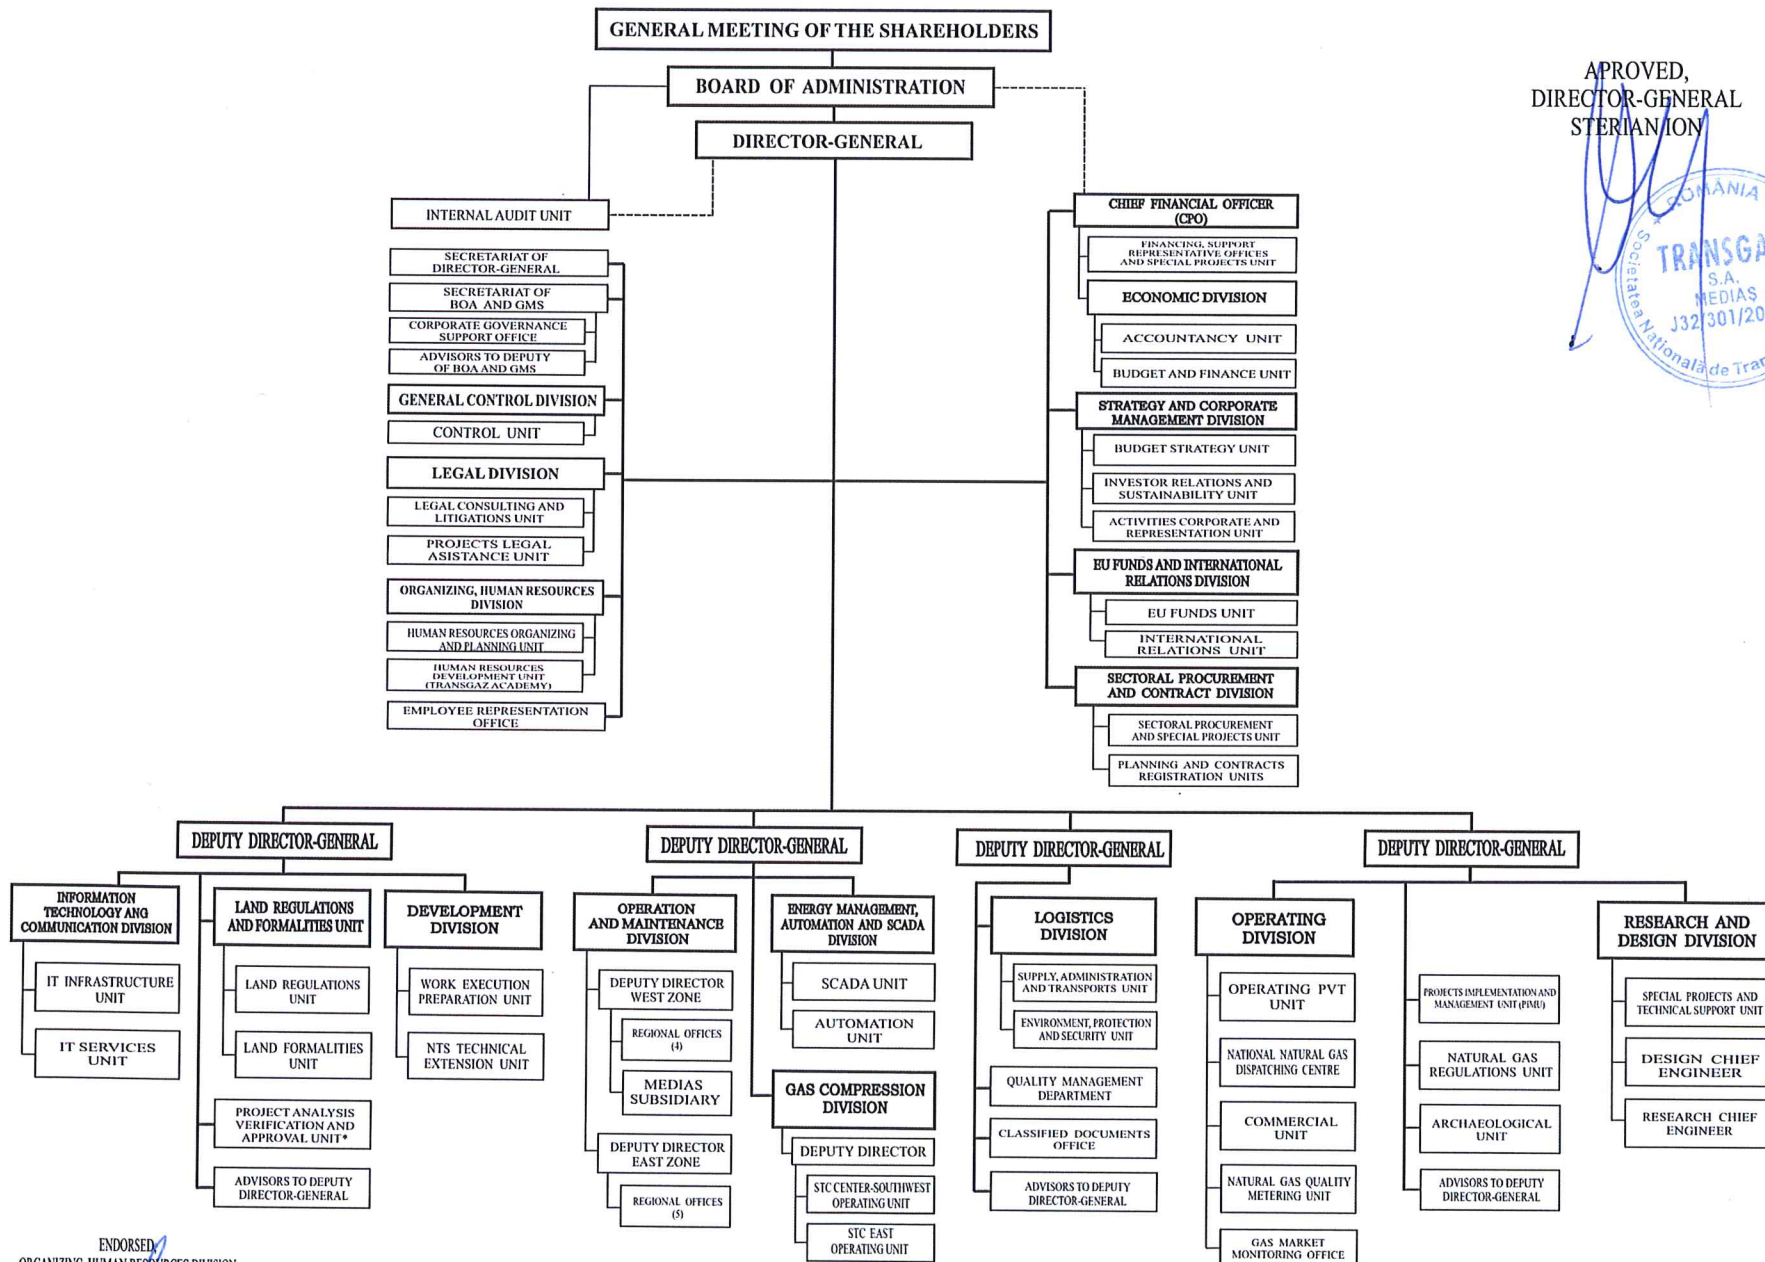 GENERAL MEETING OF THE SHAREHOLDERS
BOARD OF ADMINISTRATION
DIRECTOR-GENERAL
APROVED,
DIRECTOR-GENERAL
STERIAN ION
ROMÂNIA
Societatea Națională de
TRANSGA
S.A.
MEDIAȘ
J32/301/20
INTERNAL AUDIT UNIT
SECRETARIAT OF
DIRECTOR-GENERAL
SECRETARIAT OF
BOA AND GMS
CORPORATE GOVERNANCE
SUPPORT OFFICE
ADVISORS TO DEPUTY
OF BOA AND GMS
GENERAL CONTROL DIVISION
CONTROL UNIT
LEGAL DIVISION
LEGAL CONSULTING AND
LITIGATIONS UNIT
PROJECTS LEGAL
ASISTANCE UNIT
ORGANIZING, HUMAN RESOURCES
DIVISION
HUMAN RESOURCES ORGANIZING
AND PLANNING UNIT
HUMAN RESOURCES
DEVELOPMENT UNIT
(TRANSGAZ ACADEMY)
EMPLOYEE REPRESENTATION
OFFICE
CHIEF FINANCIAL OFFICER
(CPO)
FINANCING, SUPPORT
REPRESENTATIVE OFFICES
AND SPECIAL PROJECTS UNIT
ECONOMIC DIVISION
ACCOUNTANCY UNIT
BUDGET AND FINANCE UNIT
STRATEGY AND CORPORATE
MANAGEMENT DIVISION
BUDGET STRATEGY UNIT
INVESTOR RELATIONS AND
SUSTAINABILITY UNIT
ACTIVITIES CORPORATE AND
REPRESENTATION UNIT
EU FUNDS AND INTERNATIONAL
RELATIONS DIVISION
EU FUNDS UNIT
INTERNATIONAL
RELATIONS UNIT
SECTORAL PROCUREMENT
AND CONTRACT DIVISION
SECTORAL PROCUREMENT
AND SPECIAL PROJECTS UNIT
PLANNING AND CONTRACTS
REGISTRATION UNITS
DEPUTY DIRECTOR-GENERAL
INFORMATION
TECHNOLOGY ANG
COMMUNICATION DIVISION
IT INFRASTRUCTURE
UNIT
IT SERVICES
UNIT
LAND REGULATIONS
AND FORMALITIES UNIT
LAND REGULATIONS
UNIT
LAND FORMALITIES
UNIT
PROJECT ANALYSIS
VERIFICATION AND
APPROVAL UNIT*
ADVISORS TO DEPUTY
DIRECTOR-GENERAL
DEVELOPMENT
DIVISION
WORK EXECUTION
PREPARATION UNIT
NTS TECHNICAL
EXTENSION UNIT
DEPUTY DIRECTOR-GENERAL
OPERATION
AND MAINTENANCE
DIVISION
DEPUTY DIRECTOR
WEST ZONE
REGIONAL OFFICES
(4)
MEDIAS
SUBSIDIARY
DEPUTY DIRECTOR
EAST ZONE
REGIONAL OFFICES
(5)
ENERGY MANAGEMENT,
AUTOMATION AND SCADA
DIVISION
SCADA UNIT
AUTOMATION
UNIT
GAS COMPRESSION
DIVISION
DEPUTY DIRECTOR
STC CENTER-SOUTHWEST
OPERATING UNIT
STC EAST
OPERATING UNIT
DEPUTY DIRECTOR-GENERAL
LOGISTICS
DIVISION
SUPPLY, ADMINISTRATION
AND TRANSPORTS UNIT
ENVIRONMENT, PROTECTION
AND SECURITY UNIT
QUALITY MANAGEMENT
DEPARTMENT
CLASSIFIED DOCUMENTS
OFFICE
ADVISORS TO DEPUTY
DIRECTOR-GENERAL
DEPUTY DIRECTOR-GENERAL
OPERATING
DIVISION
OPERATING PVT
UNIT
NATIONAL NATURAL GAS
DISPATCHING CENTRE
COMMERCIAL
UNIT
NATURAL GAS QUALITY
METERING UNIT
GAS MARKET
MONITORING OFFICE
PROJECTS IMPLEMENTATION AND
MANAGEMENT UNIT (PiMU)
NATURAL GAS
REGULATIONS UNIT
ARCHAEOLOGICAL
UNIT
ADVISORS TO DEPUTY
DIRECTOR-GENERAL
RESEARCH AND
DESIGN DIVISION
SPECIAL PROJECTS AND
TECHNICAL SUPPORT UNIT
DESIGN CHIEF
ENGINEER
RESEARCH CHIEF
ENGINEER
ENDORSED,
ORGANIZING, HUMAN RESOURCES DIVISION